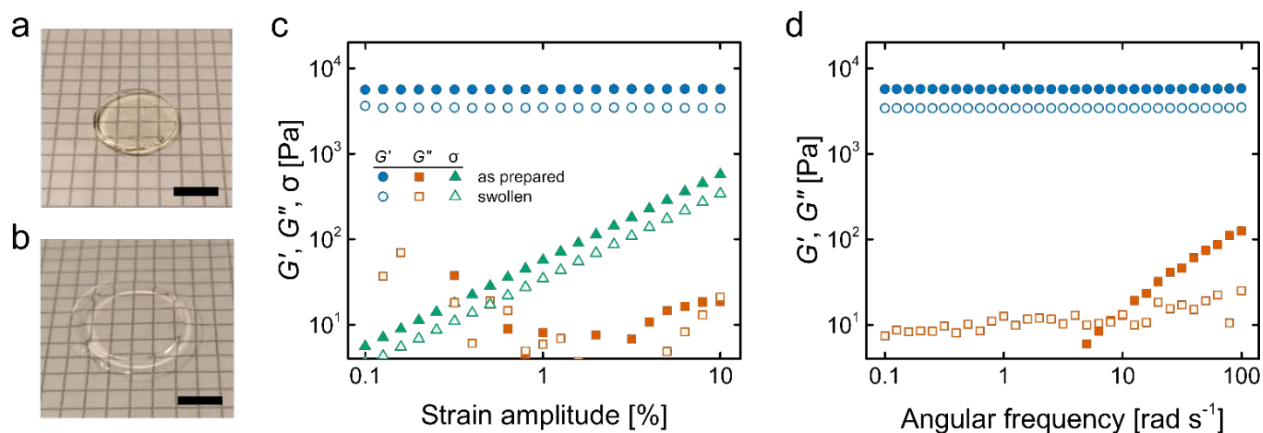 a
b
c
G′, G″, σ [Pa]
10⁴
10³
10²
10¹
G′ G″ σ
as prepared
swollen
0.1 1 10
Strain amplitude [%]
d
G′, G″ [Pa]
10⁴
10³
10²
10¹
0.1 1 10 100
Angular frequency [rad s⁻¹]